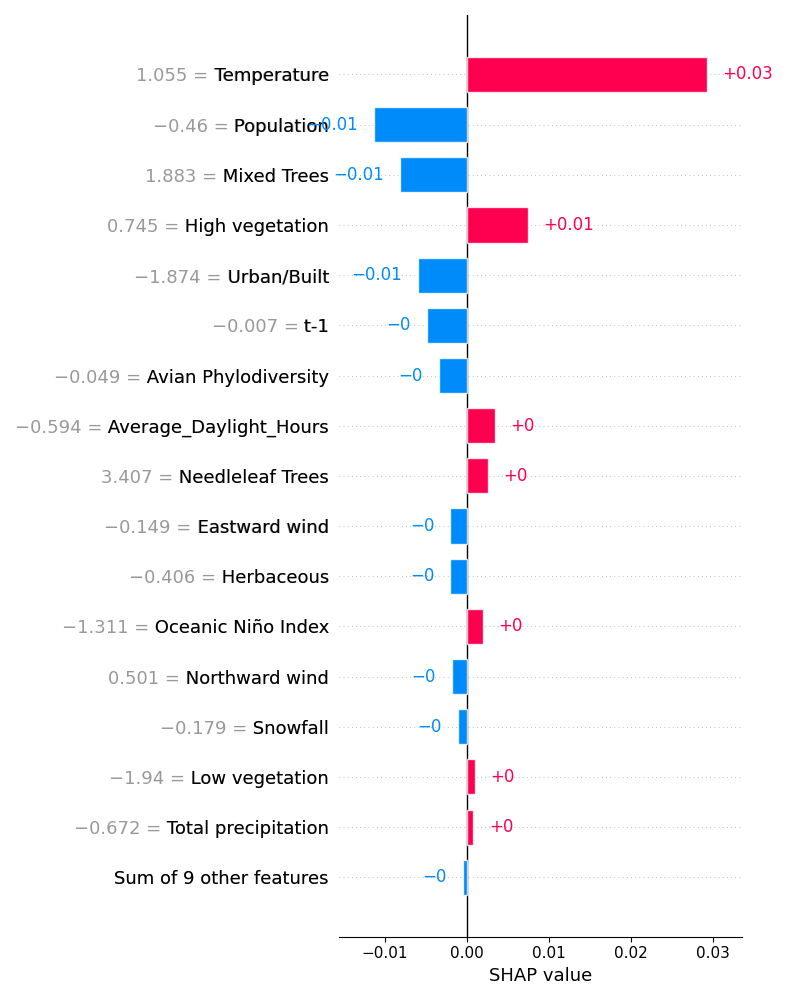 1.055 = Temperature +0.03
−0.46 = Population −0.01
1.883 = Mixed Trees −0.01
0.745 = High vegetation +0.01
−1.874 = Urban/Built −0.01
−0.007 = t-1 −0
−0.049 = Avian Phylodiversity −0
−0.594 = Average_Daylight_Hours +0
3.407 = Needleleaf Trees +0
−0.149 = Eastward wind −0
−0.406 = Herbaceous −0
−1.311 = Oceanic Niño Index +0
0.501 = Northward wind −0
−0.179 = Snowfall −0
−1.94 = Low vegetation +0
−0.672 = Total precipitation +0
Sum of 9 other features −0
−0.01 0.00 0.01 0.02 0.03
SHAP value